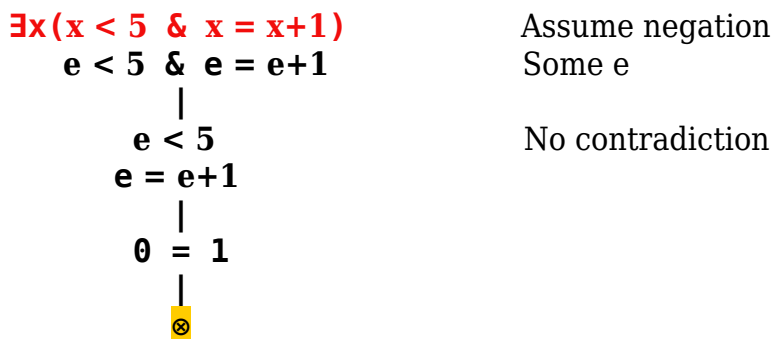 ∃x(x < 5 & x = x+1) Assume negation
e < 5 & e = e+1 Some e
|
e < 5 No contradiction
e = e+1
|
0 = 1
|
⊗